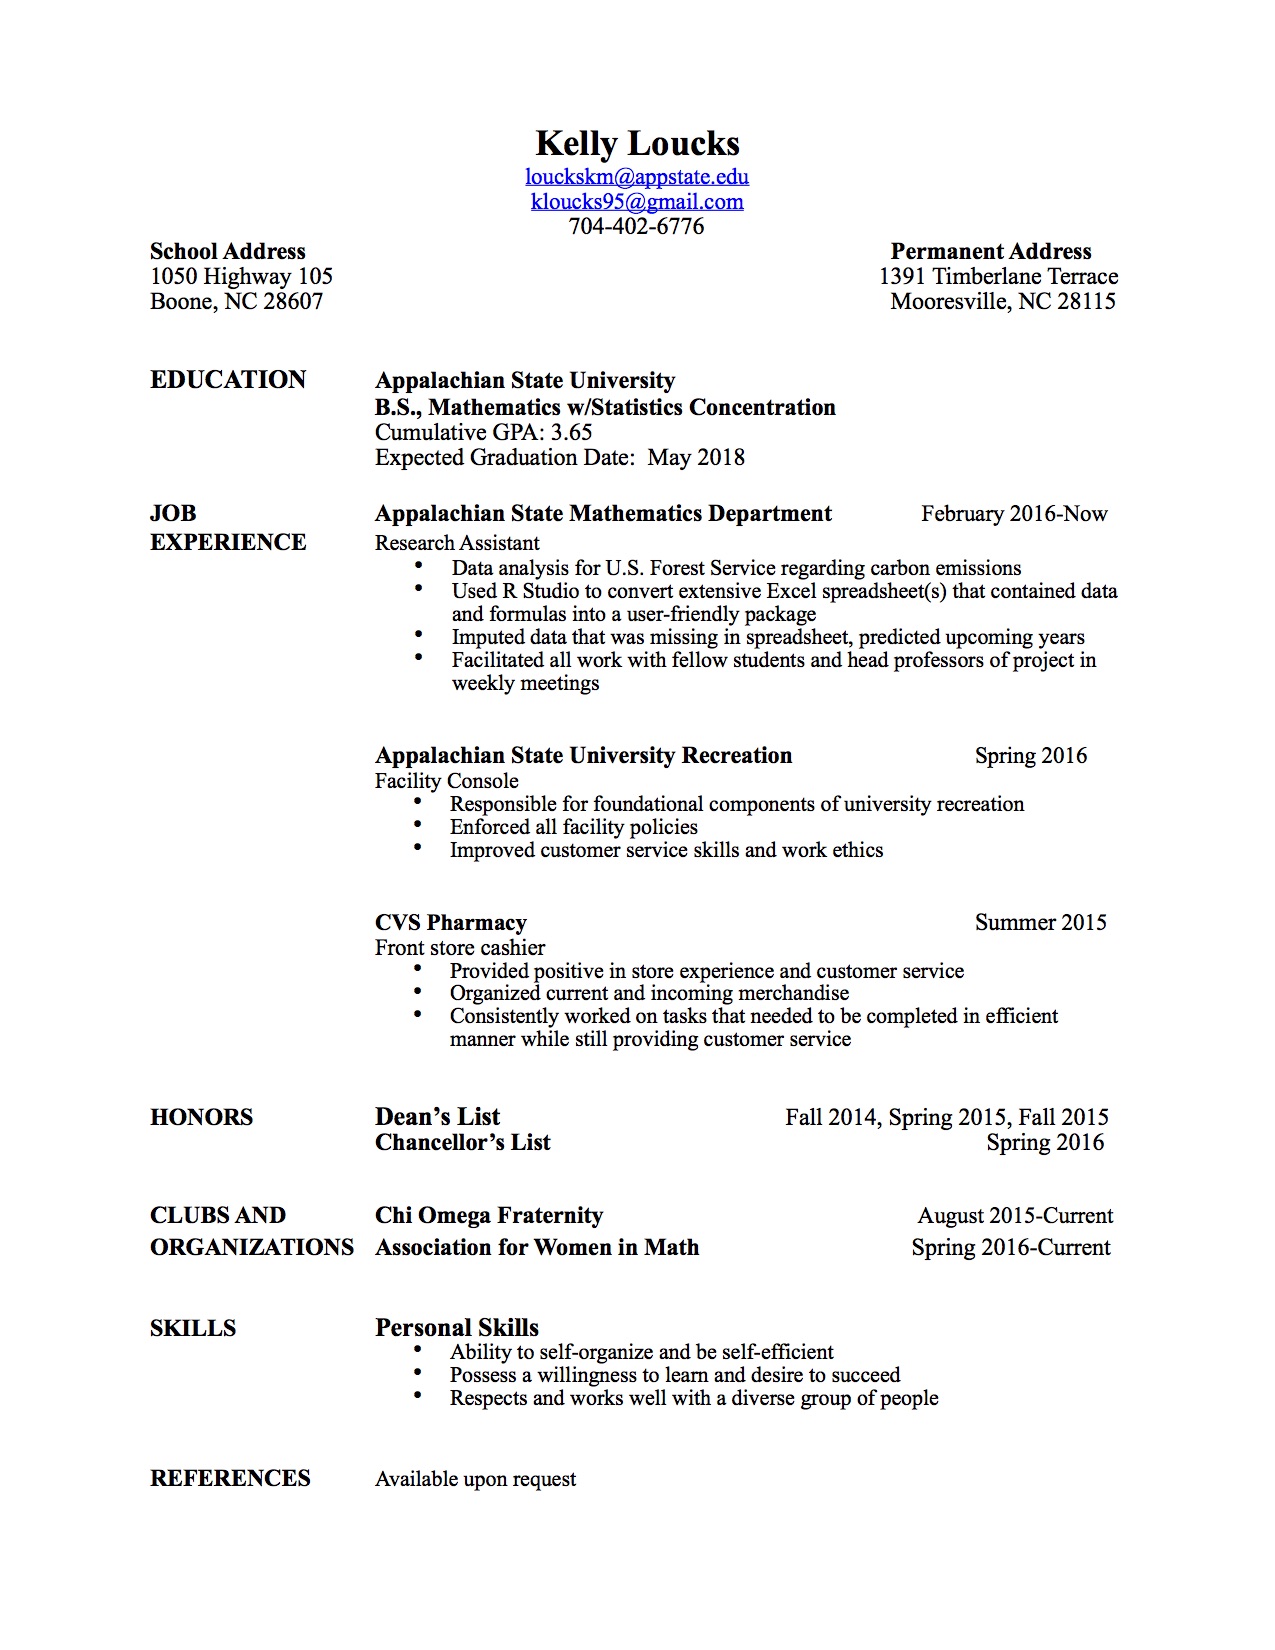 Kelly Loucks
louckskm@appstate.edu
kloucks95@gmail.com
704-402-6776
School Address Permanent Address
1050 Highway 105 1391 Timberlane Terrace
Boone, NC 28607 Mooresville, NC 28115
EDUCATION Appalachian State University
B.S., Mathematics w/Statistics Concentration
Cumulative GPA: 3.65
Expected Graduation Date: May 2018
JOB Appalachian State Mathematics Department February 2016-Now
EXPERIENCE Research Assistant
• Data analysis for U.S. Forest Service regarding carbon emissions
• Used R Studio to convert extensive Excel spreadsheet(s) that contained data
and formulas into a user-friendly package
• Imputed data that was missing in spreadsheet, predicted upcoming years
• Facilitated all work with fellow students and head professors of project in
weekly meetings
Appalachian State University Recreation Spring 2016
Facility Console
• Responsible for foundational components of university recreation
• Enforced all facility policies
• Improved customer service skills and work ethics
CVS Pharmacy Summer 2015
Front store cashier
• Provided positive in store experience and customer service
• Organized current and incoming merchandise
• Consistently worked on tasks that needed to be completed in efficient
manner while still providing customer service
HONORS Dean’s List Fall 2014, Spring 2015, Fall 2015
Chancellor’s List Spring 2016
CLUBS AND Chi Omega Fraternity August 2015-Current
ORGANIZATIONS Association for Women in Math Spring 2016-Current
SKILLS Personal Skills
• Ability to self-organize and be self-efficient
• Possess a willingness to learn and desire to succeed
• Respects and works well with a diverse group of people
REFERENCES Available upon request